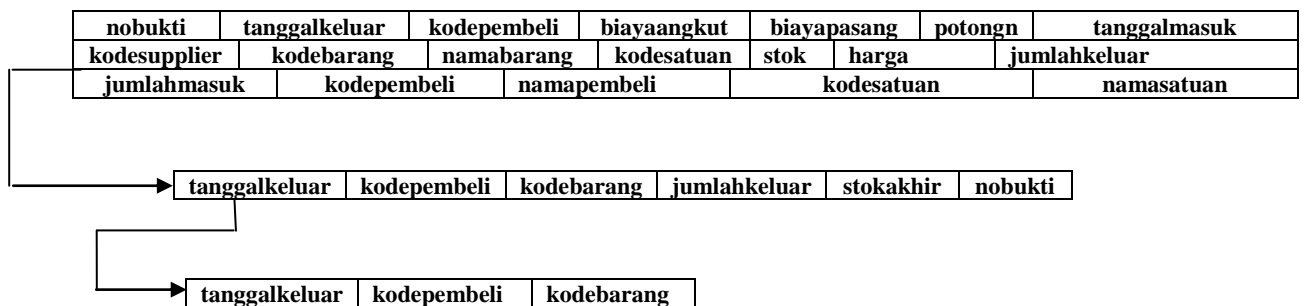 nobukti tanggalkeluar kodepembeli biayaangkut biayapasang potongn tanggalmasuk
kodesupplier kodebarang namabarang kodesatuan stok harga jumlahkeluar
jumlahmasuk kodepembeli namapembeli kodesatuan namasatuan
tanggalkeluar kodepembeli kodebarang jumlahkeluar stokakhir nobukti
tanggalkeluar kodepembeli kodebarang